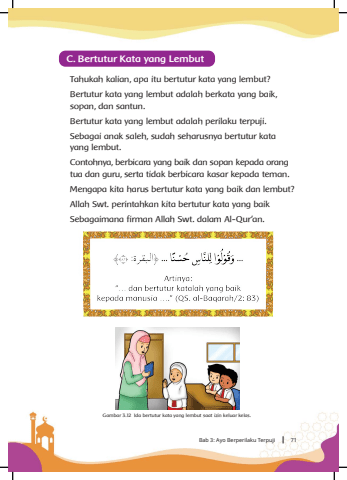 C. Bertutur Kata yang Lembut
Tahukah kalian, apa itu bertutur kata yang lembut?
Bertutur kata yang lembut adalah berkata yang baik,
sopan, dan santun.
Bertutur kata yang lembut adalah perilaku terpuji.
Sebagai anak saleh, sudah seharusnya bertutur kata
yang lembut.
Contohnya, berbicara yang baik dan sopan kepada orang
tua dan guru, serta tidak berbicara kasar kepada teman.
Mengapa kita harus bertutur kata yang baik dan lembut?
Allah Swt. perintahkan kita bertutur kata yang baik
Sebagaimana firman Allah Swt. dalam Al-Qur'an.
... وَقُوْلُوْا لِلنَّاسِ حُسْنًا ... ﴿البقرة: ٨٣﴾
Artinya:
"... dan bertutur katalah yang baik
kepada manusia ...." (QS. al-Baqarah/2: 83)
Gambar 3.12 Ida bertutur kata yang lembut saat izin keluar kelas.
Bab 3: Ayo Berperilaku Terpuji | 71